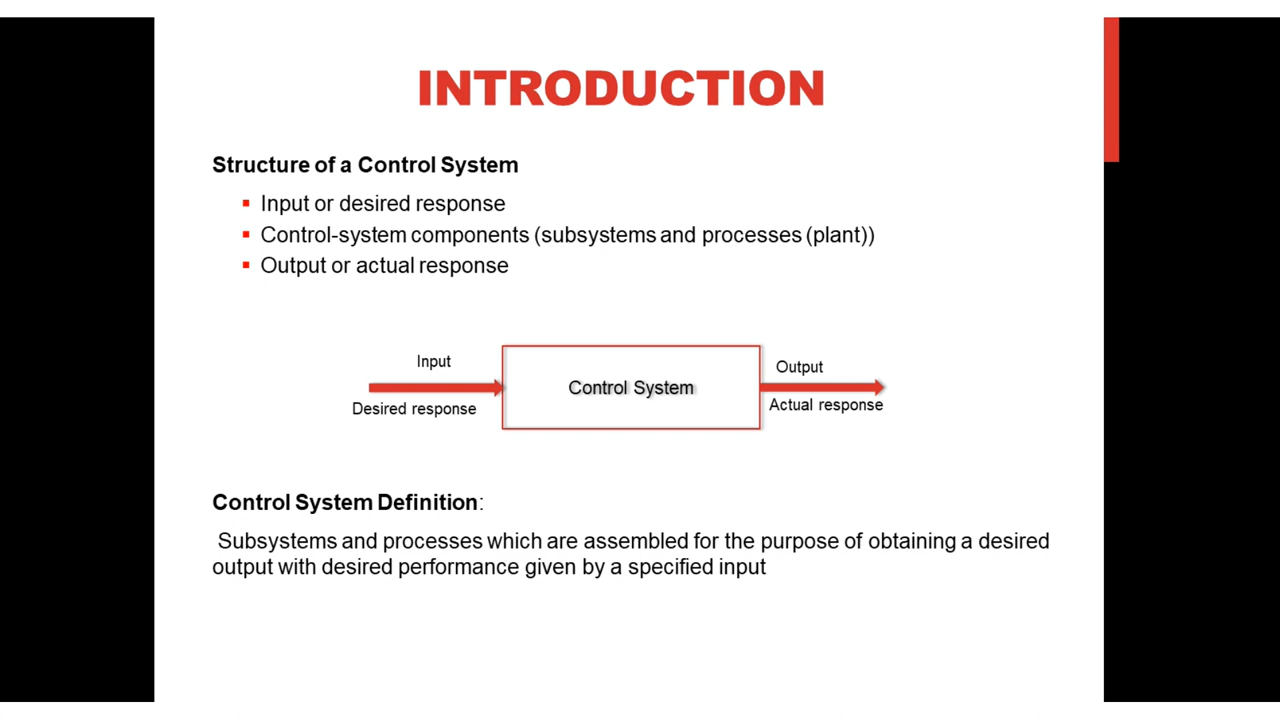 INTRODUCTION
Structure of a Control System
Input or desired response
Control-system components (subsystems and processes (plant))
Output or actual response
Input
Desired response
Control System
Output
Actual response
Control System Definition:
Subsystems and processes which are assembled for the purpose of obtaining a desired
output with desired performance given by a specified input